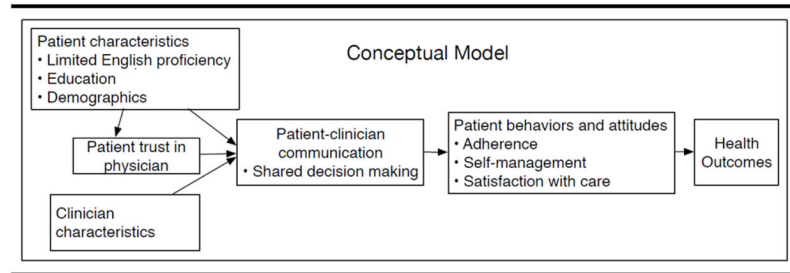 Conceptual Model
Patient characteristics
• Limited English proficiency
• Education
• Demographics
Patient trust in
physician
Clinician
characteristics
Patient-clinician
communication
• Shared decision making
Patient behaviors and attitudes
• Adherence
• Self-management
• Satisfaction with care
Health
Outcomes